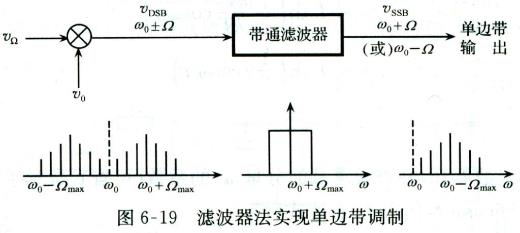 v_DSB
ω₀±Ω
v_Ω
v₀
带通滤波器
v_SSB
ω₀+Ω
(或)ω₀-Ω
单边带
输出
ω₀-Ω_max ω₀ ω₀+Ω_max
ω₀+Ω_max ω
ω₀ ω₀-Ω_max ω
图 6-19 滤波器法实现单边带调制